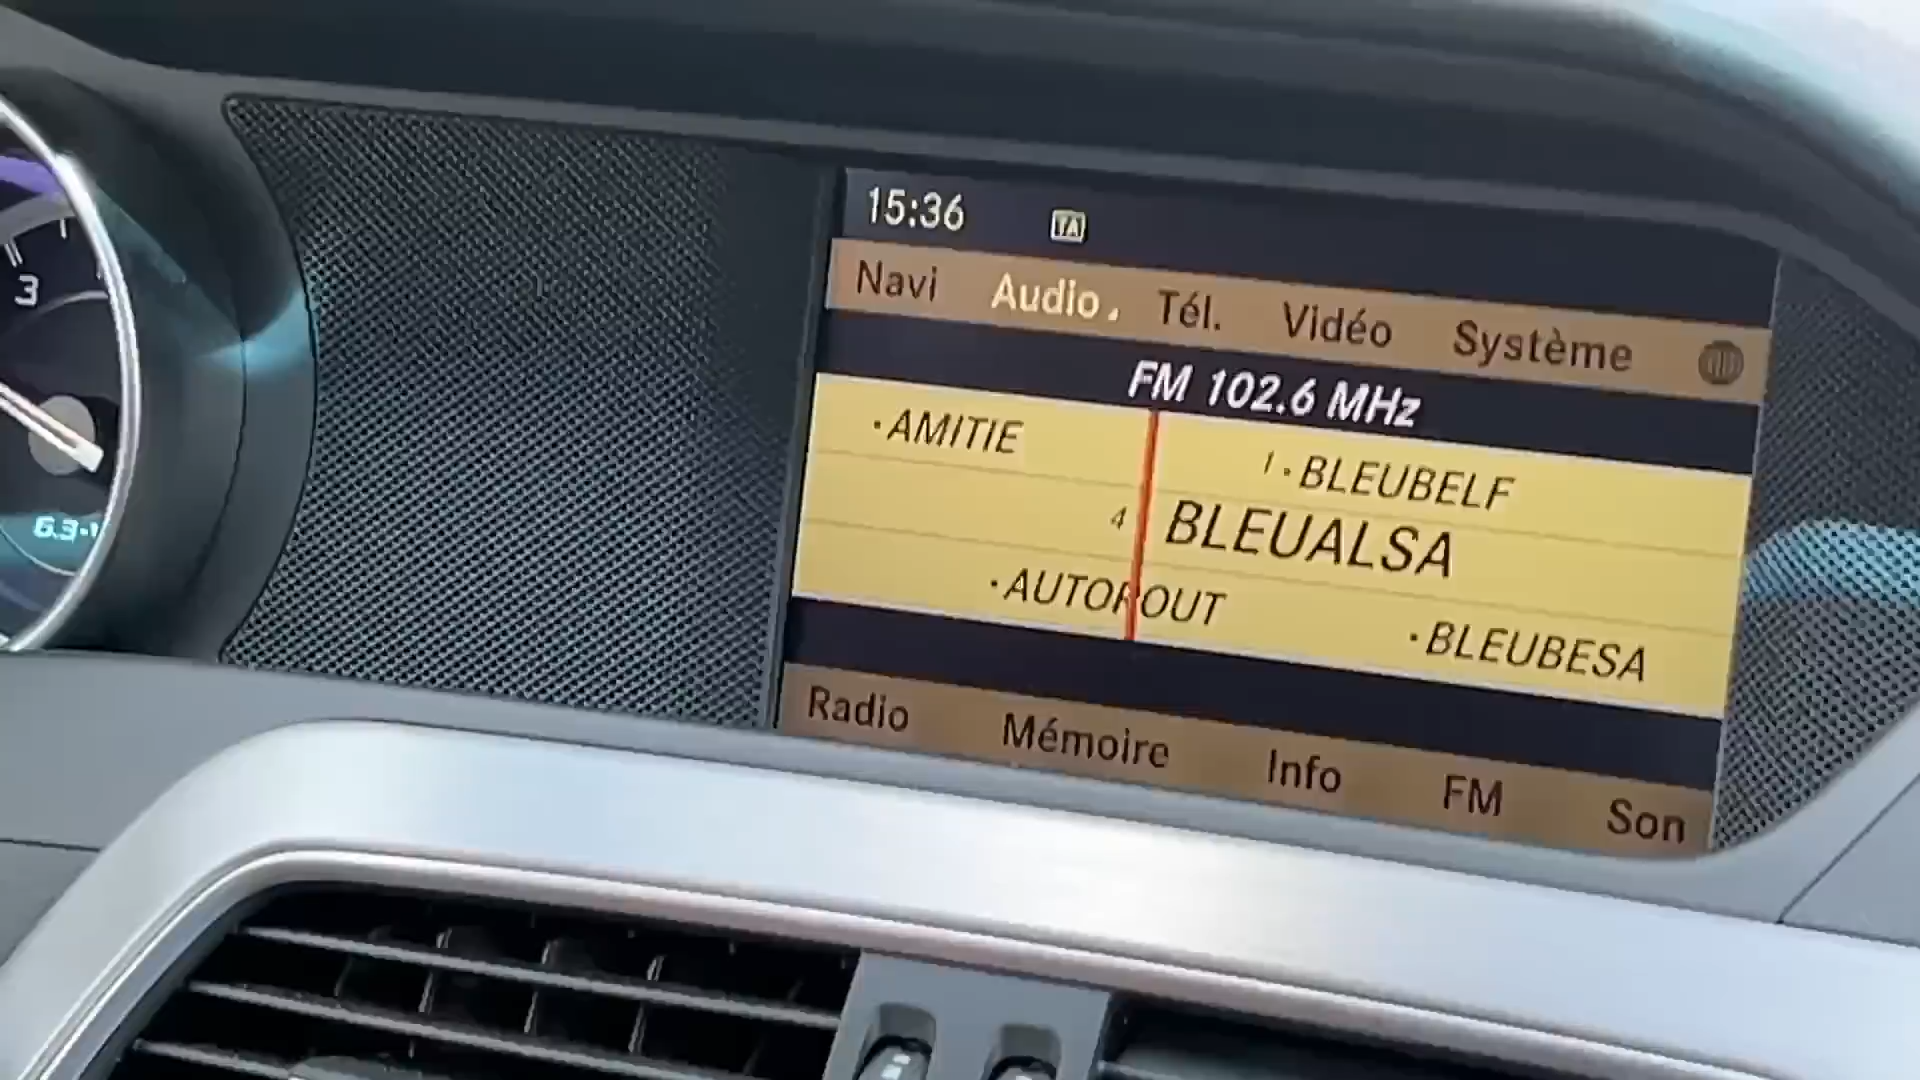 15:36 TA
Navi Audio Tél. Vidéo Système
FM 102.6 MHz
·AMITIE 1·BLEUBELF
4 BLEUALSA
·AUTOROUT ·BLEUBESA
Radio Mémoire Info FM Son
3